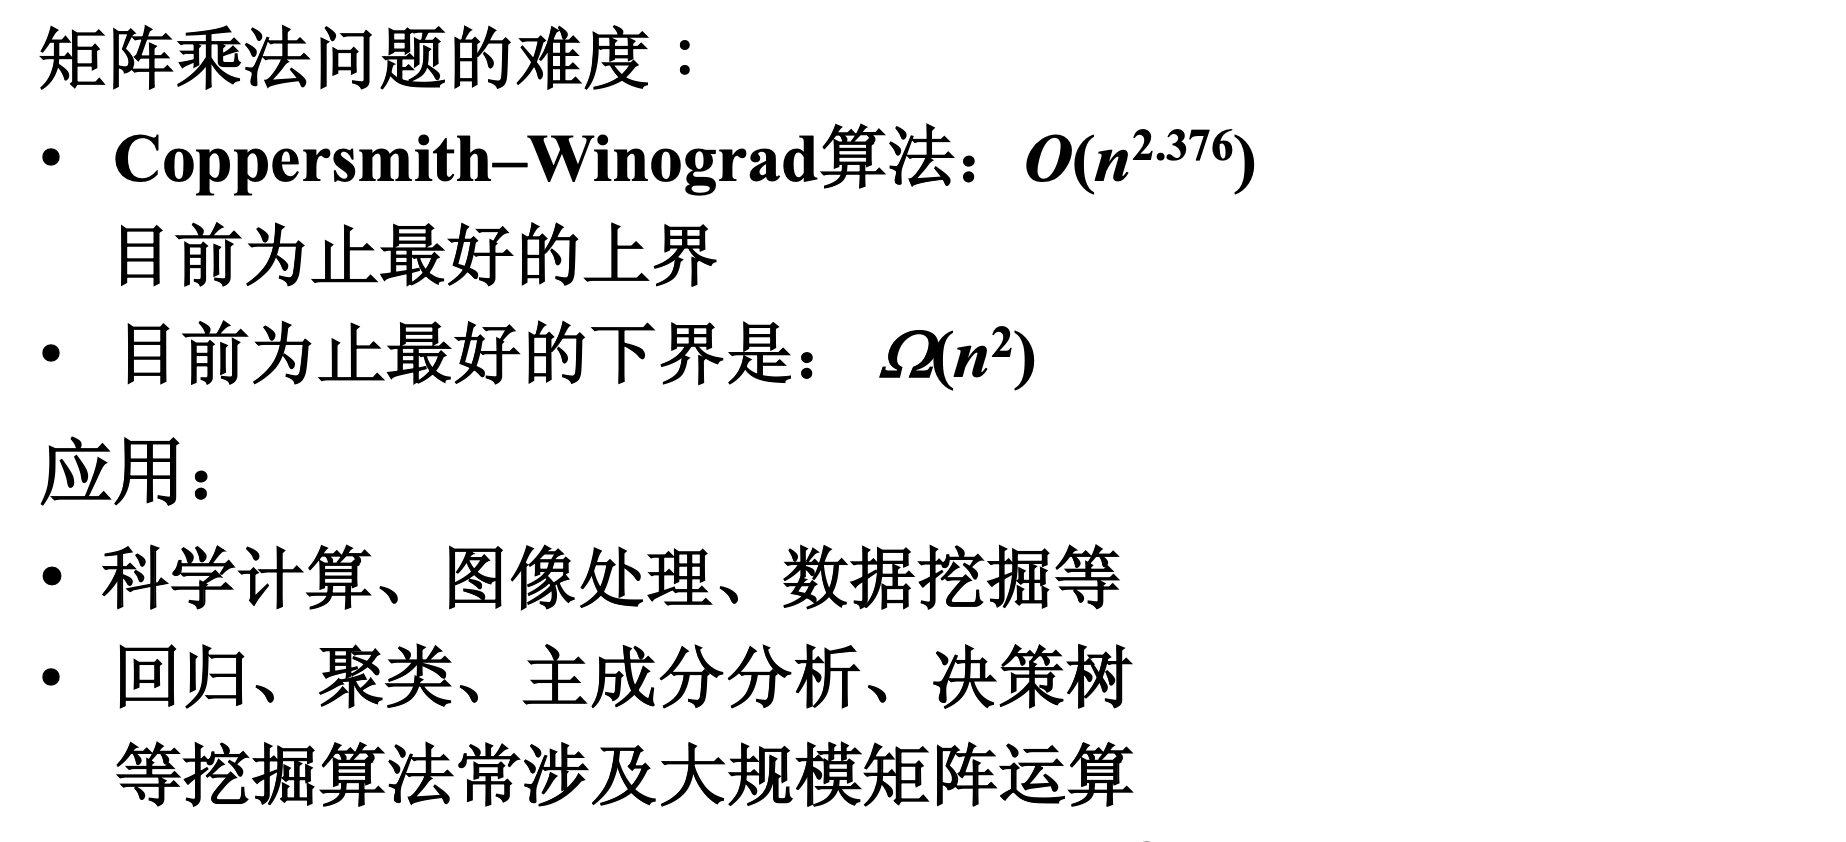 矩阵乘法问题的难度：
• Coppersmith–Winograd算法：O(n^2.376)
目前为止最好的上界
• 目前为止最好的下界是： Ω(n^2)
应用：
• 科学计算、图像处理、数据挖掘等
• 回归、聚类、主成分分析、决策树
等挖掘算法常涉及大规模矩阵运算